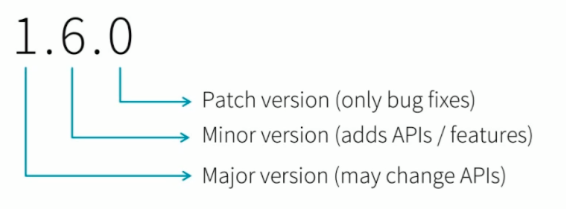 1.6.0
Patch version (only bug fixes)
Minor version (adds APIs / features)
Major version (may change APIs)